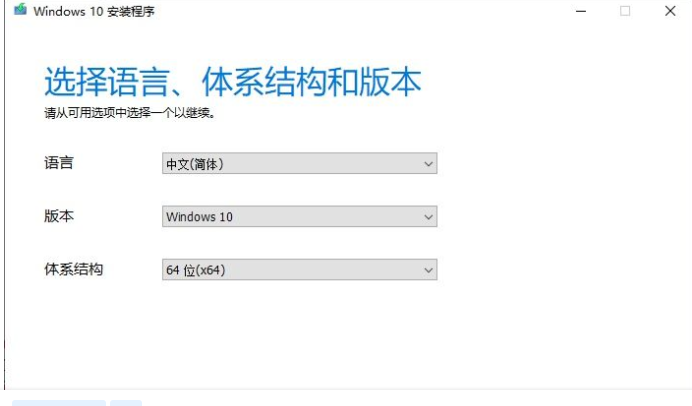 Windows 10 安装程序
选择语言、体系结构和版本
请从可用选项中选择一个以继续。
语言 中文(简体)
版本 Windows 10
体系结构 64 位(x64)